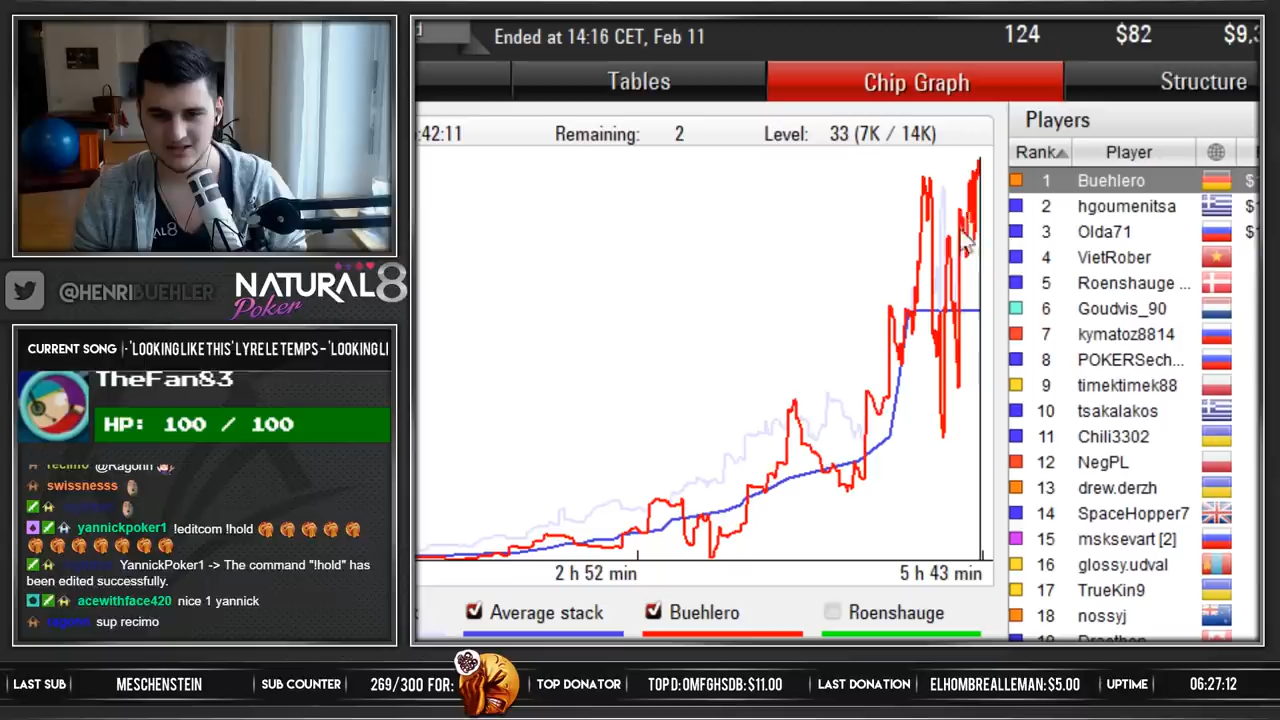 Ended at 14:16 CET, Feb 11
124 $82 $9,
Tables Chip Graph Structure
:42:11 Remaining: 2 Level: 33 (7K / 14K)
Players
Rank Player
1 Buehlero $
2 hgoumenitsa $
3 Olda71 $
4 VietRober
5 Roenshauge ...
6 Goudvis_90
7 kymatoz8814
8 POKERSech...
9 timektimek88
10 tsakalakos
11 Chili3302
12 NegPL
13 drew.derzh
14 SpaceHopper7
15 msksevart [2]
16 glossy.udval
17 TrueKin9
18 nossyj
2 h 52 min 5 h 43 min
Average stack Buehlero Roenshauge
@HENRIBUEHLER
NATURAL8
Poker
CURRENT SONG - 'LOOKING LIKE THIS' LYRE LE TEMPS - 'LOOKING LI
TheFan83
HP: 100 / 100
recimo @Ragonn
swissnesss
yannickpoker1 !editcom !hold
YannickPoker1 -> The command "!hold" has
been edited successfully.
acewithface420 nice 1 yannick
sup recimo
LAST SUB MESCHENSTEIN SUB COUNTER 269/300 FOR: TOP DONATOR TOP D: OMFGHSDB: $11.00 LAST DONATION ELHOMBREALLEMAN: $5.00 UPTIME 06:27:12